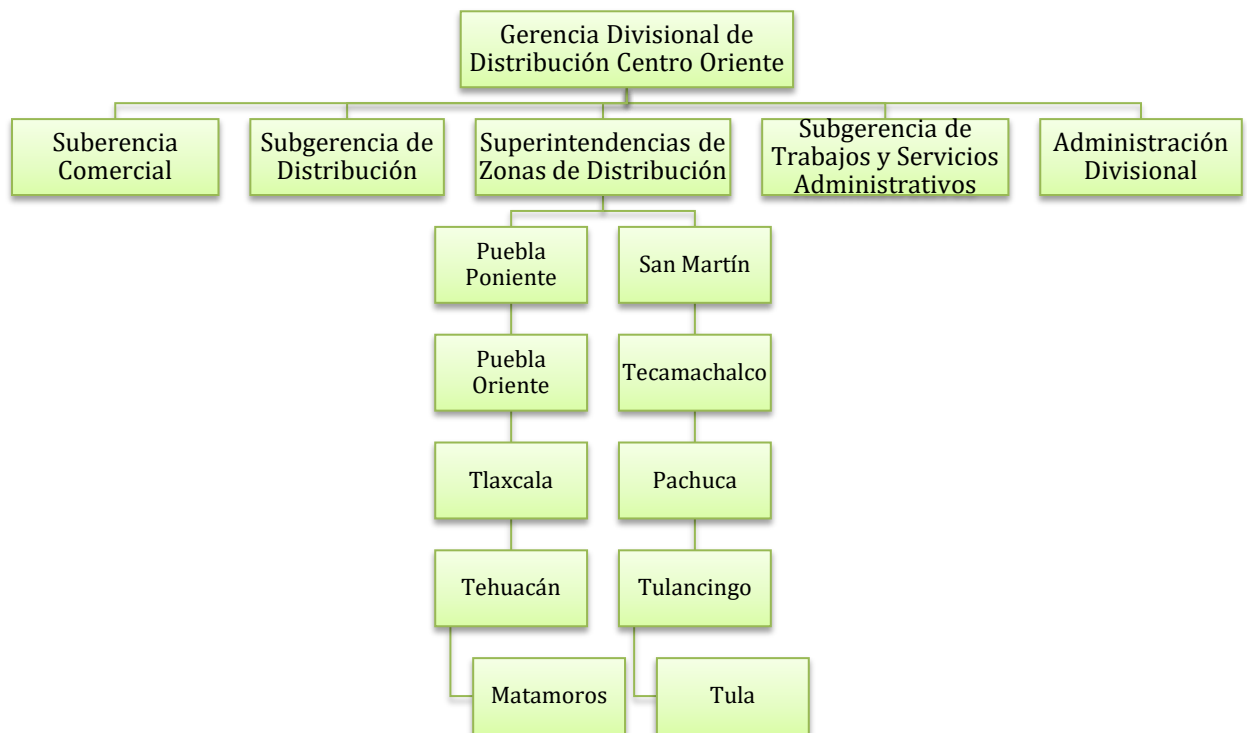 Gerencia Divisional de
Distribución Centro Oriente
Suberencia
Comercial
Subgerencia de
Distribución
Superintendencias de
Zonas de Distribución
Subgerencia de
Trabajos y Servicios
Administrativos
Administración
Divisional
Puebla
Poniente
San Martín
Puebla
Oriente
Tecamachalco
Tlaxcala
Pachuca
Tehuacán
Tulancingo
Matamoros
Tula